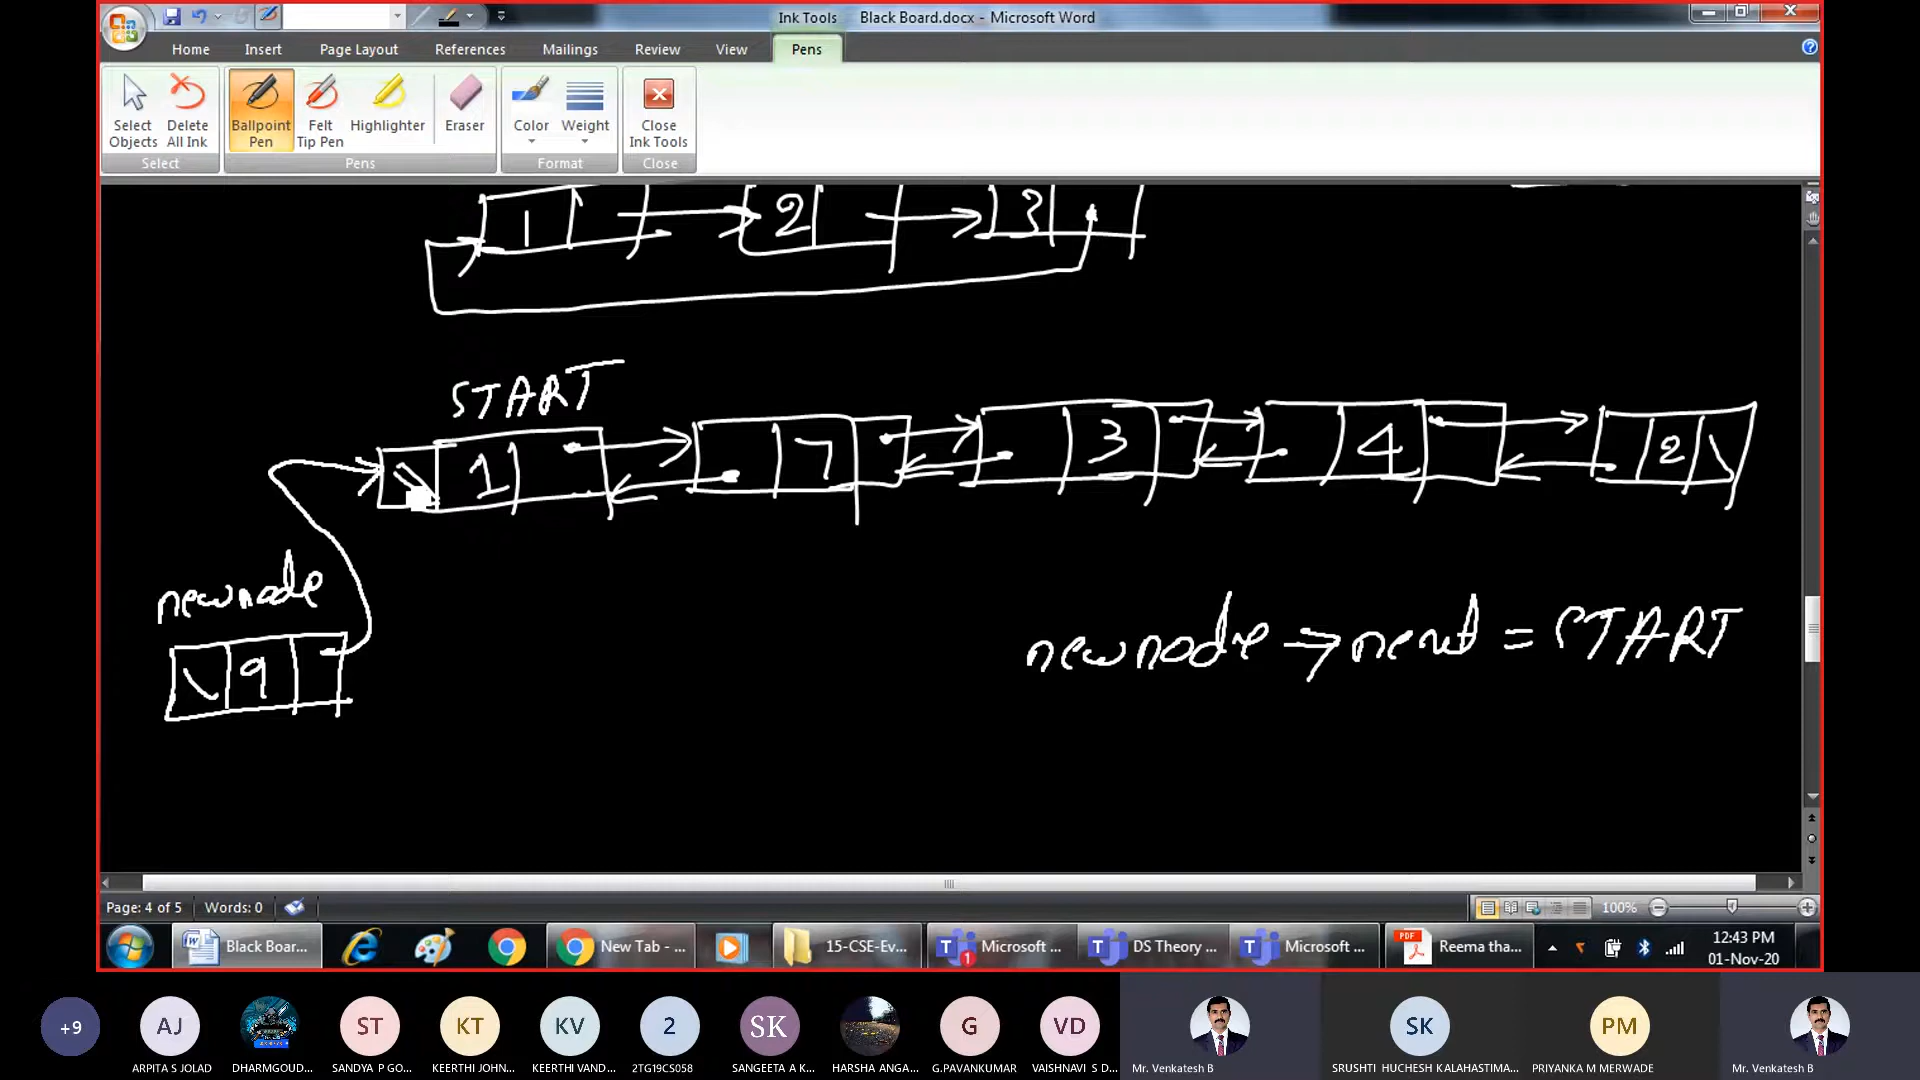 Ink Tools Black Board.docx - Microsoft Word
Home Insert Page Layout References Mailings Review View Pens
Select Objects Delete All Ink Ballpoint Pen Felt Tip Pen Highlighter Eraser Color Weight Close Ink Tools
Select Pens Format Close
1 2 3
START
1 7 3 4 2
newnode
newnode → next = START
9
Page: 4 of 5 Words: 0 100%
Black Boar... New Tab - ... 15-CSE-Ev... Microsoft ... DS Theory ... Microsoft ... Reema tha... 12:43 PM
01-Nov-20
+9 AJ ST KT KV 2 SK G VD SK PM
ARPITA S JOLAD DHARMGOUD... SANDYA P GO... KEERTHI JOHN... KEERTHI VAND... 2TG19CS058 SANGEETA A K... HARSHA ANGA... G.PAVANKUMAR VAISHNAVI S D... Mr. Venkatesh B SRUSHTI HUCHESH KALAHASTIMA... PRIYANKA M MERWADE Mr. Venkatesh B